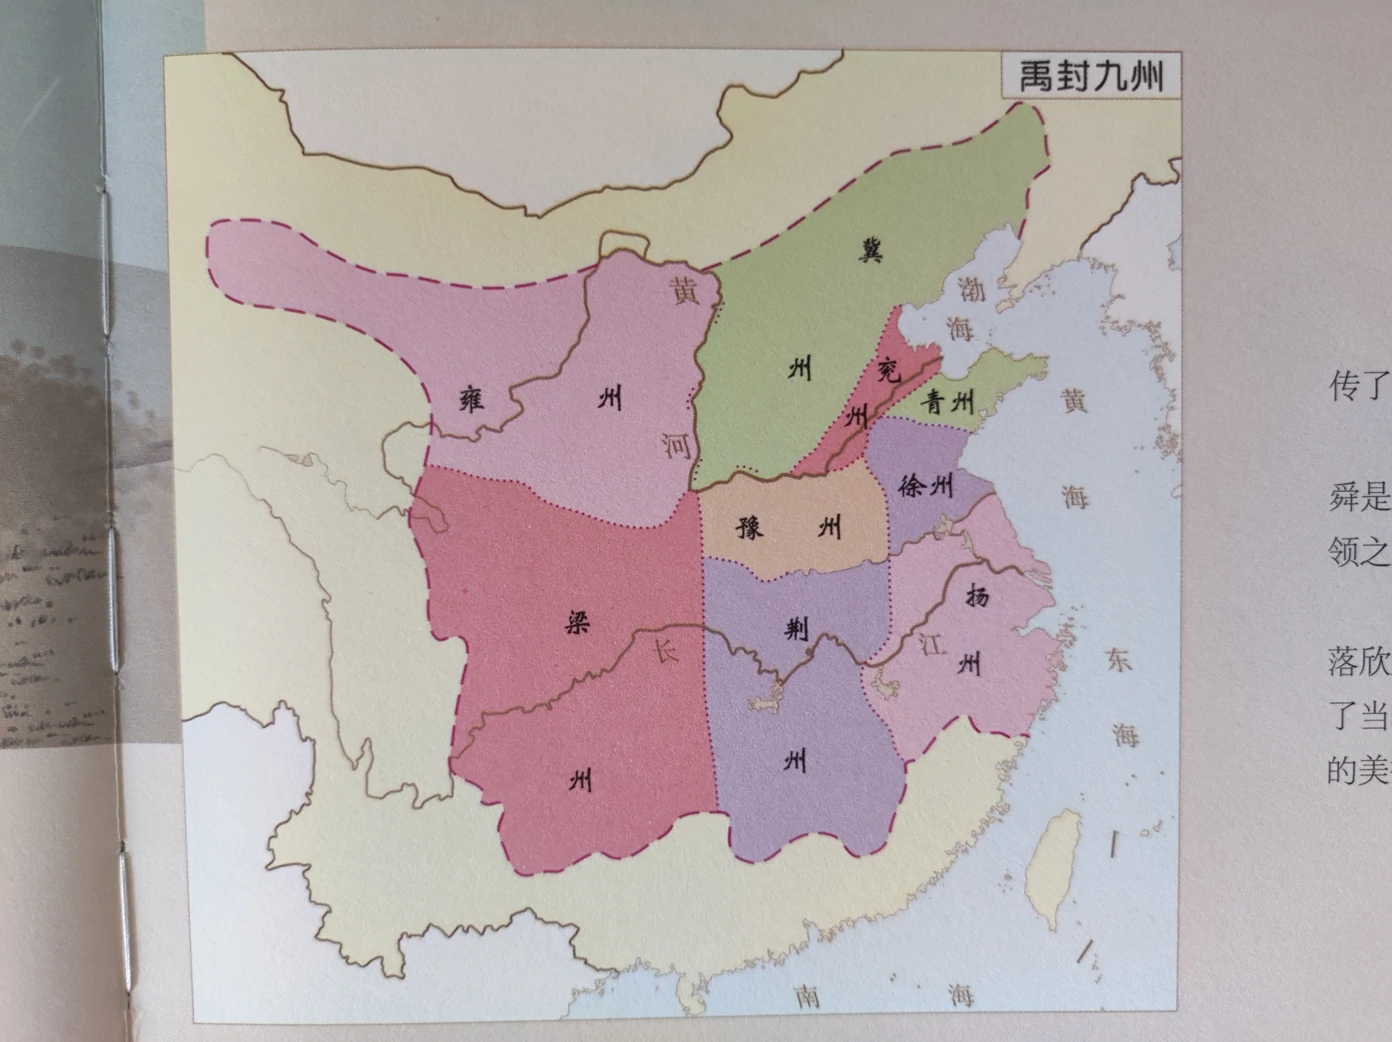 禹封九州
冀州
渤海
黄河
兖州
青州
黄海
雍州
徐州
豫州
扬州
梁州
荆州
长江
东海
南海
传了
舜是
领之
落欣
了当
的美